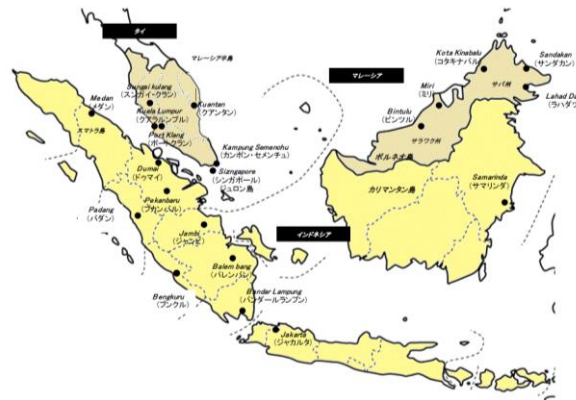 タイ
マレーシア半島
Sungai kulang
(スンガイ・クラン)
Kuala Lumpur
(クアラルンプル)
Port Klang
(ポートクラン)
Kuantan
(クアンタン)
Medan
(メダン)
スマトラ島
Kampung Semenchu
(カンポン・セメンチュ)
Sizngapore
(シンガポール)
ジュロン島
Dumai
(ドゥマイ)
Pekanbaru
(プカンバル)
Padang
(パダン)
Jambi
(ジャンビ)
Balem bang
(パレンバン)
Bengkuru
(ブンクル)
Bandar Lampung
(バンダールランプン)
Jakarta
(ジャカルタ)
インドネシア
マレーシア
Kota Kinabalu
(コタキナバル)
Sandakan
(サンダカン)
サバ州
Lahad Da
(ラハダ
Miri
(ミリ)
Bintulu
(ビンツル)
サラワク州
ボルネオ島
カリマンタン島
Samarinda
(サマリンダ)